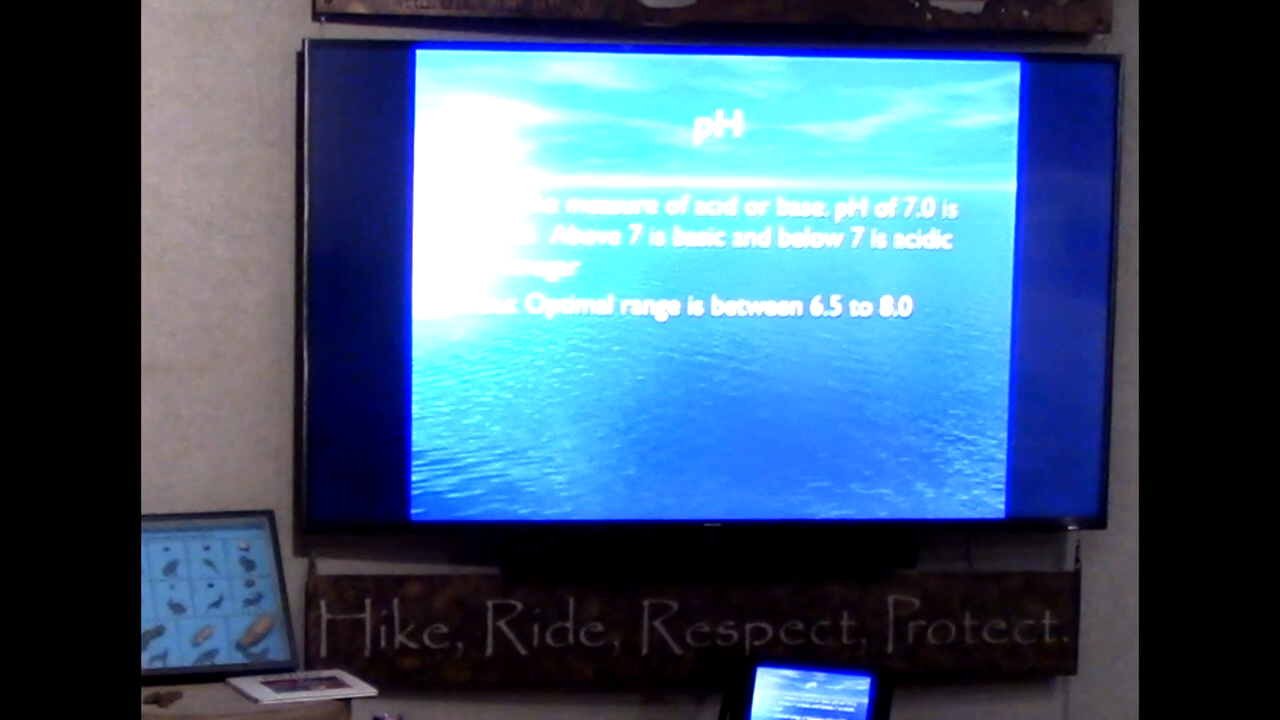 pH
measure of acid or base. pH of 7.0 is
Above 7 is basic and below 7 is acidic
Optimal range is between 6.5 to 8.0
Hike, Ride, Respect, Protect.